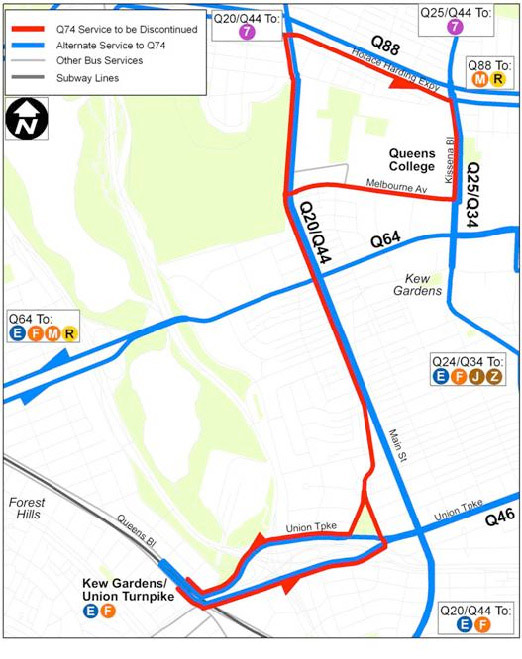 Q74 Service to be Discontinued
Alternate Service to Q74
Other Bus Services
Subway Lines
N
Q20/Q44 To:
7
Q25/Q44 To:
7
Q88
Horace Harding Expy
Q88 To:
M R
Queens
College
Kissena Bl
Q25/Q34
Melbourne Av
Q20/Q44
Q64
Kew
Gardens
Q64 To:
E F M R
Q24/Q34 To:
E F J Z
Main St
Forest
Hills
Queens Bl
Union Tpke
Union Tpke
Q46
Kew Gardens/
Union Turnpike
E F
Q20/Q44 To:
E F